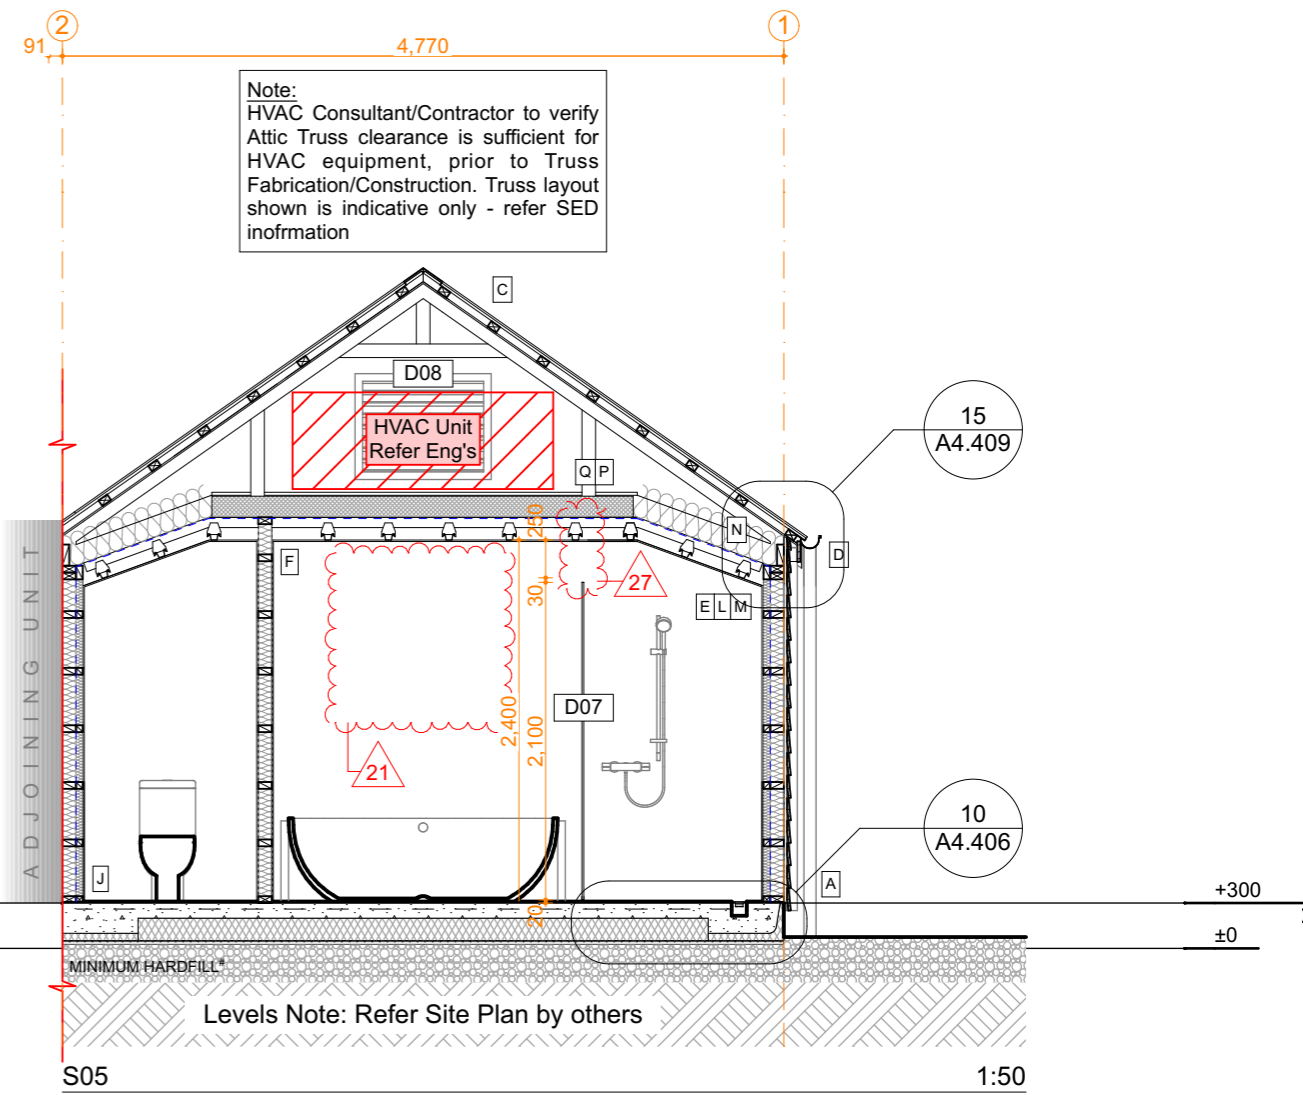 2
1
91
4,770
Note:
HVAC Consultant/Contractor to verify
Attic Truss clearance is sufficient for
HVAC equipment, prior to Truss
Fabrication/Construction. Truss layout
shown is indicative only - refer SED
inofrmation
C
D08
HVAC Unit
Refer Eng's
15
A4.409
Q P
250
N
D
F
27
30
E L M
ADJOINING UNIT
D07
2,400
2,100
21
10
A4.406
J
A
20
+300
±0
MINIMUM HARDFILL#
Levels Note: Refer Site Plan by others
S05
1:50